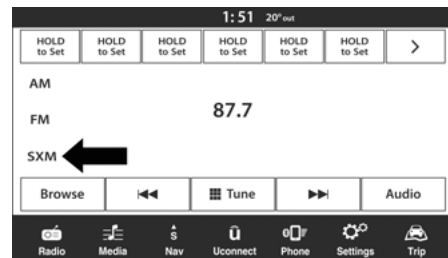 1:51 20° out
HOLD to Set HOLD to Set HOLD to Set HOLD to Set HOLD to Set HOLD to Set >
AM
87.7
FM
SXM
Browse Tune Audio
Radio Media Nav Uconnect Phone Settings Trip